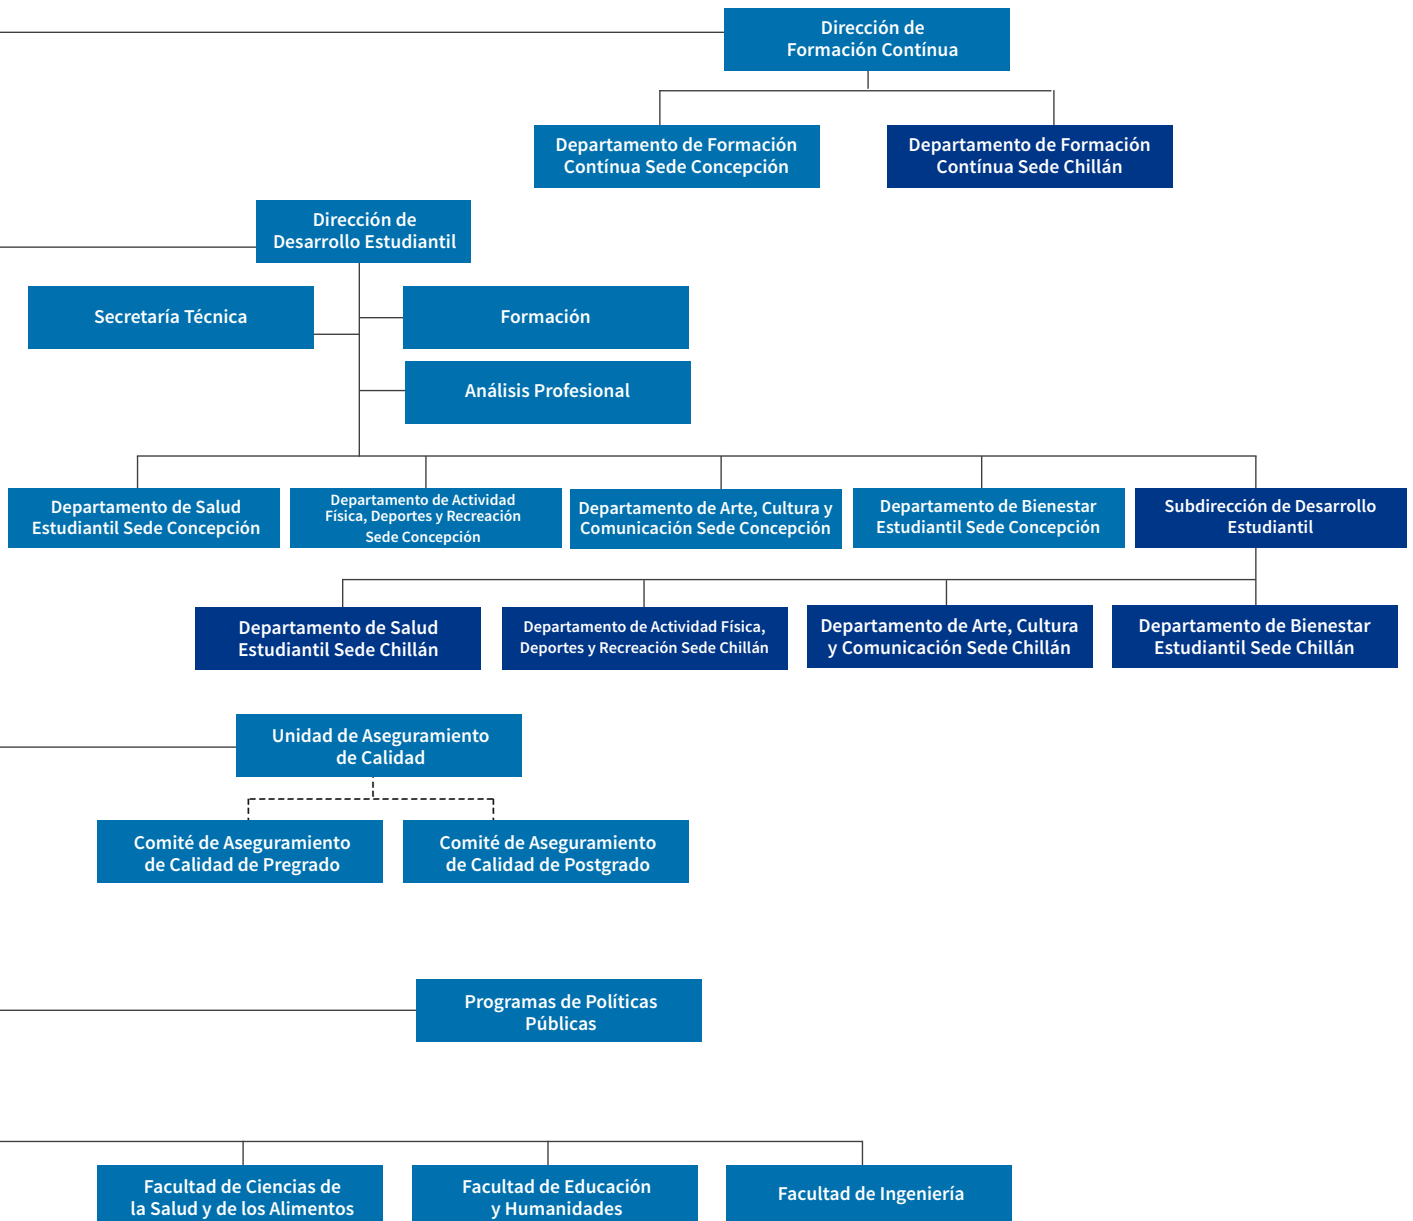 Dirección de
Formación Contínua
Departamento de Formación
Contínua Sede Concepción
Departamento de Formación
Contínua Sede Chillán
Dirección de
Desarrollo Estudiantil
Secretaría Técnica
Formación
Análisis Profesional
Departamento de Salud
Estudiantil Sede Concepción
Departamento de Actividad
Física, Deportes y Recreación
Sede Concepción
Departamento de Arte, Cultura y
Comunicación Sede Concepción
Departamento de Bienestar
Estudiantil Sede Concepción
Subdirección de Desarrollo
Estudiantil
Departamento de Salud
Estudiantil Sede Chillán
Departamento de Actividad Física,
Deportes y Recreación Sede Chillán
Departamento de Arte, Cultura
y Comunicación Sede Chillán
Departamento de Bienestar
Estudiantil Sede Chillán
Unidad de Aseguramiento
de Calidad
Comité de Aseguramiento
de Calidad de Pregrado
Comité de Aseguramiento
de Calidad de Postgrado
Programas de Políticas
Públicas
Facultad de Ciencias de
la Salud y de los Alimentos
Facultad de Educación
y Humanidades
Facultad de Ingeniería